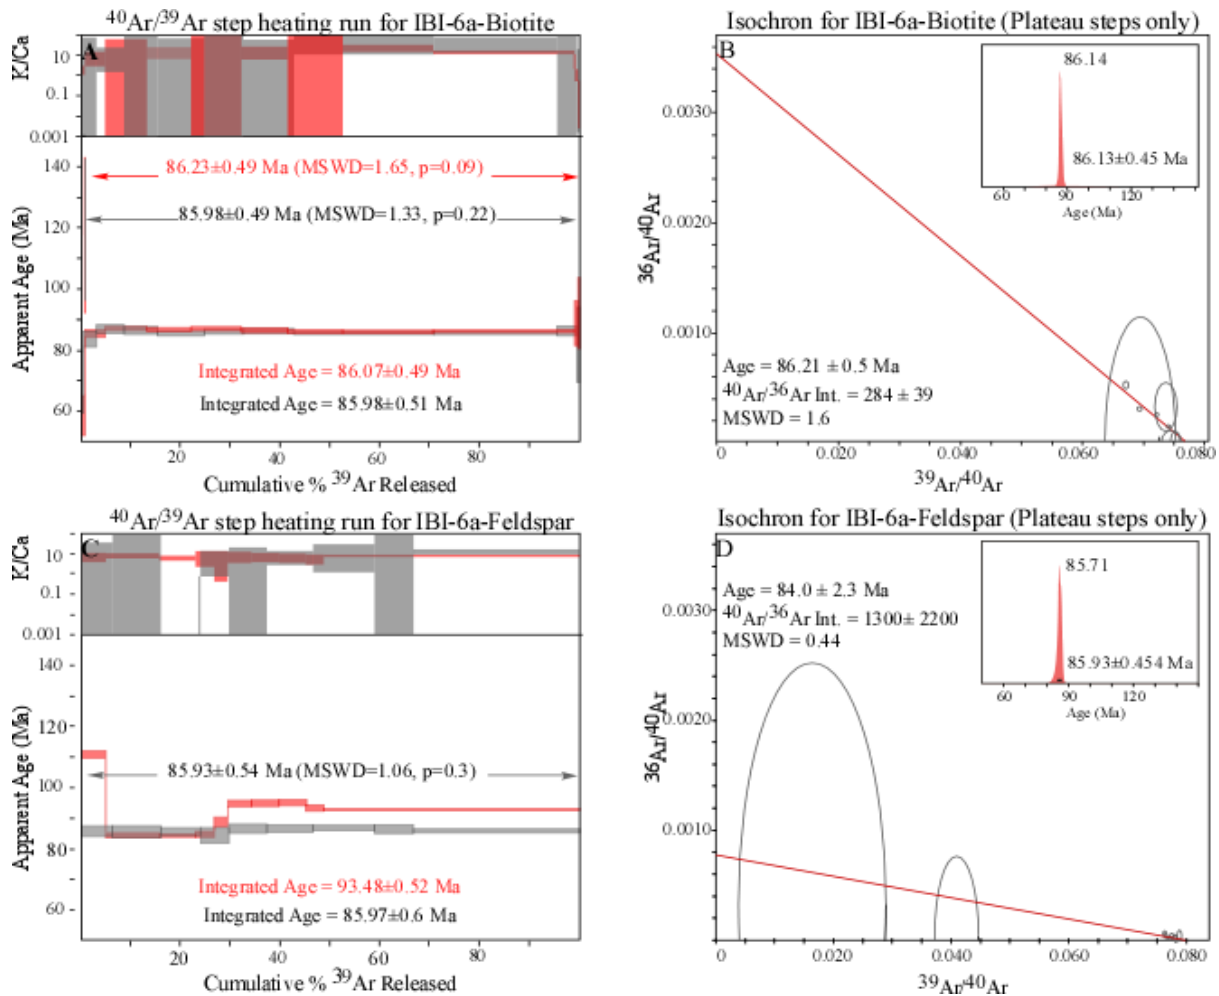 ⁴⁰Ar/³⁹Ar step heating run for IBI-6a-Biotite
A
K/Ca
10
0.1
0.001
86.23±0.49 Ma (MSWD=1.65, p=0.09)
85.98±0.49 Ma (MSWD=1.33, p=0.22)
Apparent Age (Ma)
140
120
100
80
60
Integrated Age = 86.07±0.49 Ma
Integrated Age = 85.98±0.51 Ma
20 40 60 80
Cumulative % ³⁹Ar Released
Isochron for IBI-6a-Biotite (Plateau steps only)
B
86.14
86.13±0.45 Ma
60 90 120
Age (Ma)
³⁶Ar/⁴⁰Ar
0.0030
0.0020
0.0010
Age = 86.21 ± 0.5 Ma
⁴⁰Ar/³⁶Ar Int. = 284 ± 39
MSWD = 1.6
0 0.020 0.040 0.060 0.080
³⁹Ar/⁴⁰Ar
⁴⁰Ar/³⁹Ar step heating run for IBI-6a-Feldspar
C
K/Ca
10
0.1
0.001
Apparent Age (Ma)
140
120
100
80
60
85.93±0.54 Ma (MSWD=1.06, p=0.3)
Integrated Age = 93.48±0.52 Ma
Integrated Age = 85.97±0.6 Ma
20 40 60 80
Cumulative % ³⁹Ar Released
Isochron for IBI-6a-Feldspar (Plateau steps only)
D
Age = 84.0 ± 2.3 Ma
⁴⁰Ar/³⁶Ar Int. = 1300± 2200
MSWD = 0.44
85.71
85.93±0.454 Ma
60 90 120
Age (Ma)
³⁶Ar/⁴⁰Ar
0.0030
0.0020
0.0010
0 0.020 0.040 0.060 0.080
³⁹Ar/⁴⁰Ar